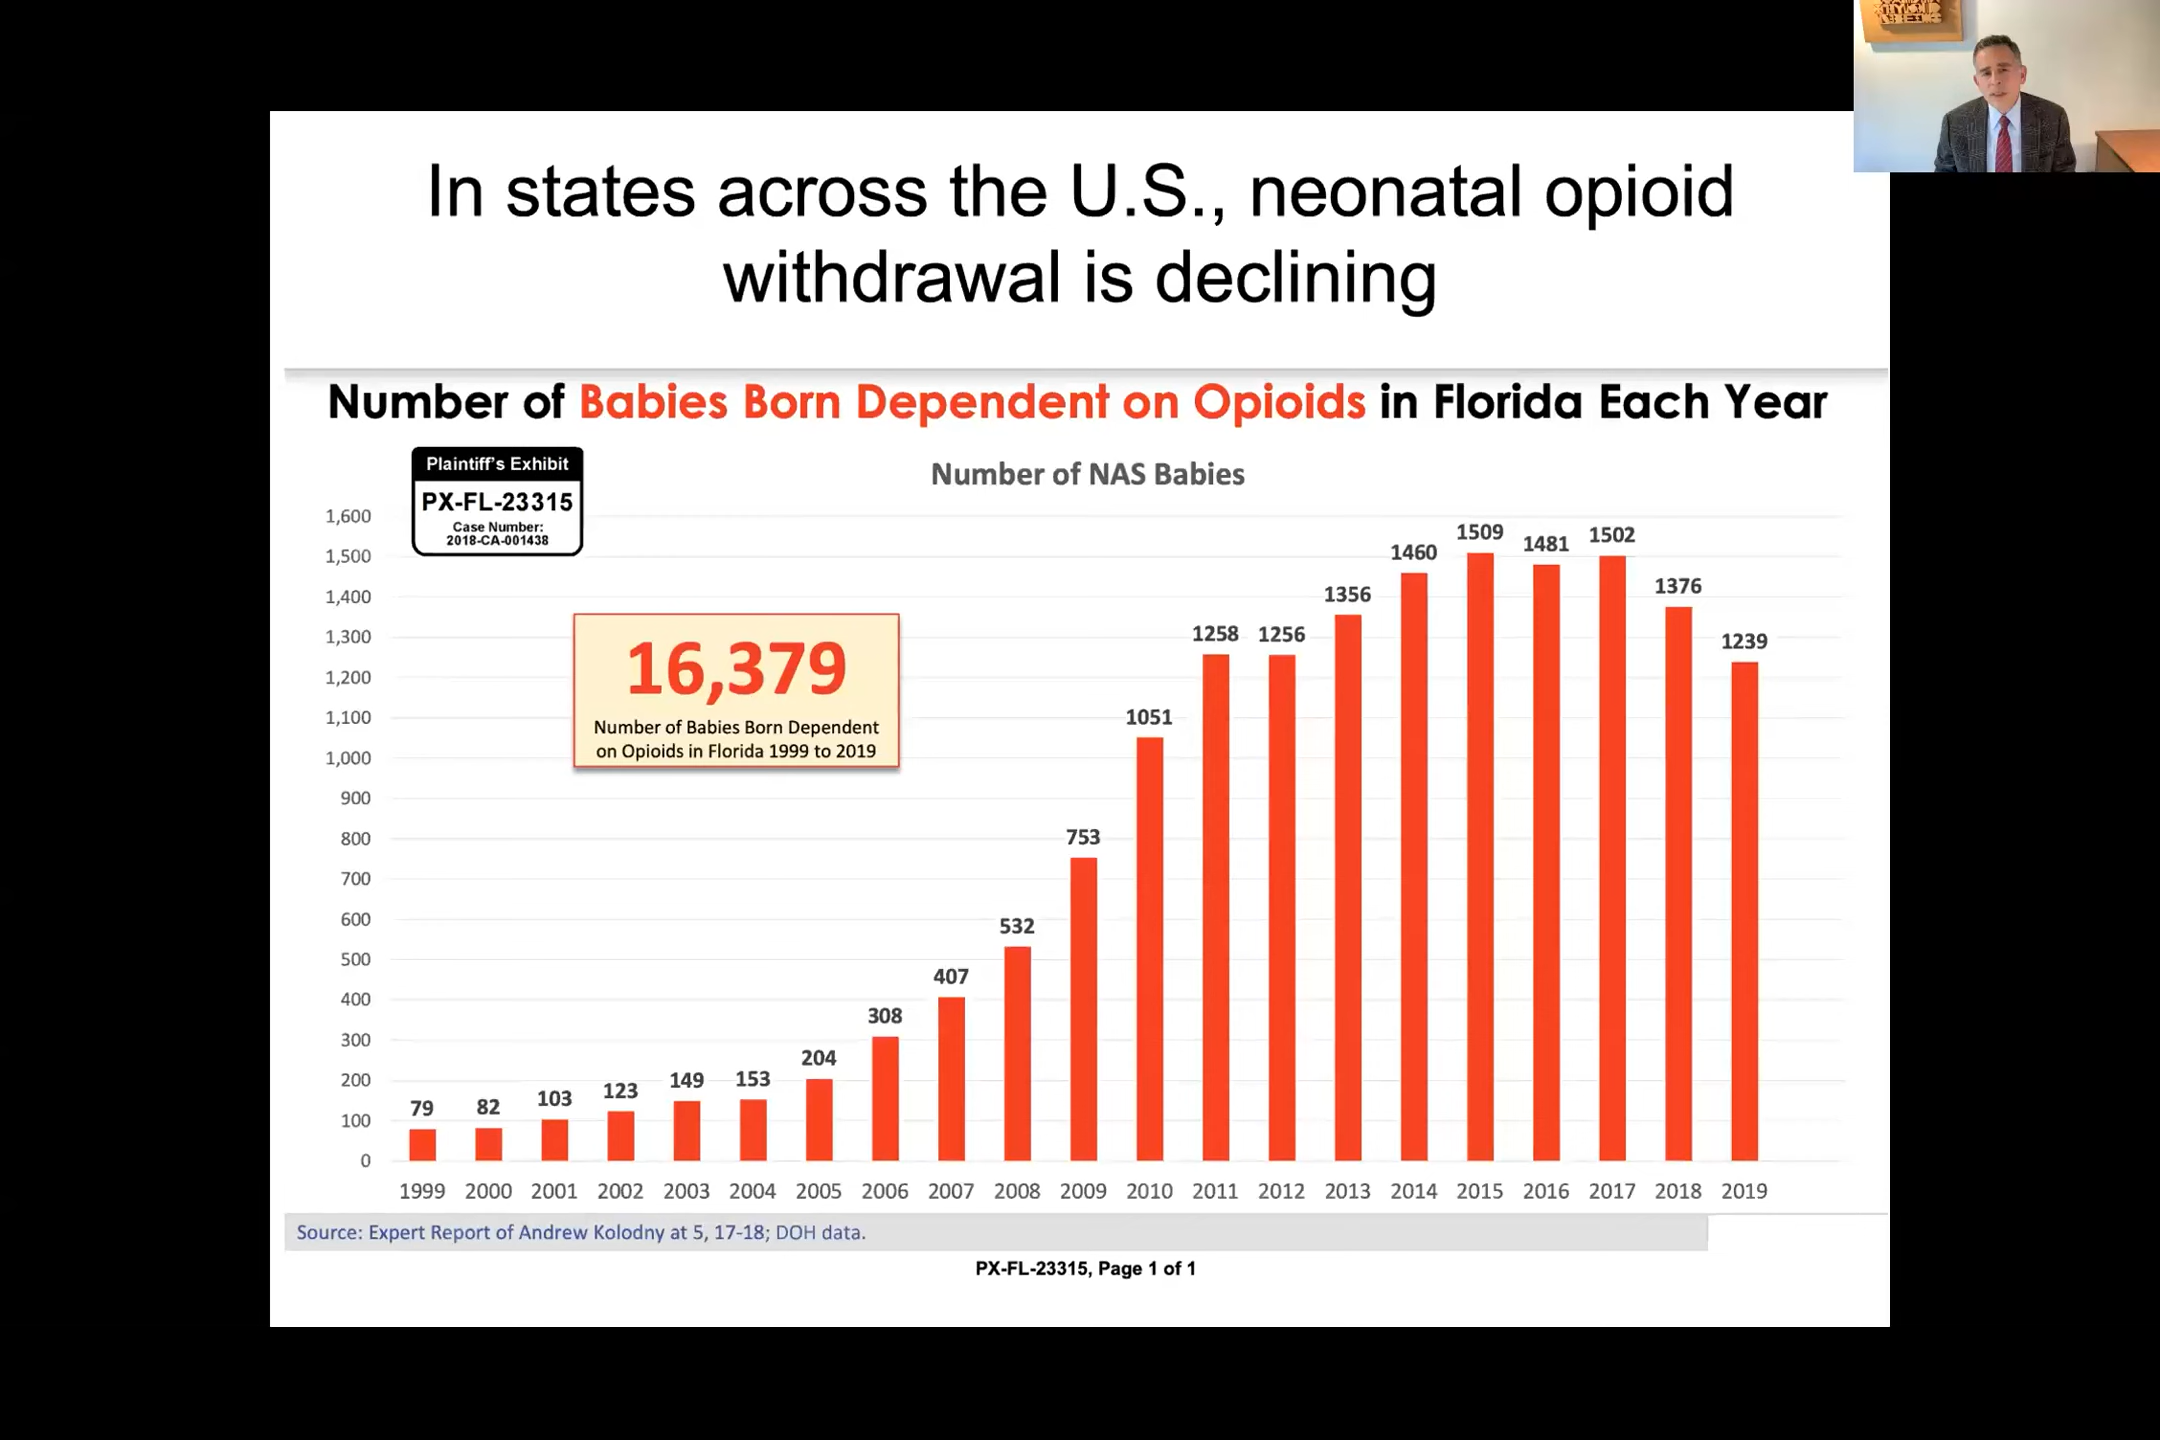 In states across the U.S., neonatal opioid
withdrawal is declining
Number of Babies Born Dependent on Opioids in Florida Each Year
Plaintiff's Exhibit
PX-FL-23315
Case Number:
2018-CA-001438
Number of NAS Babies
1,600
1,500
1,400
1,300
1,200
1,100
1,000
900
800
700
600
500
400
300
200
100
0
16,379
Number of Babies Born Dependent
on Opioids in Florida 1999 to 2019
79 82 103 123 149 153 204 308 407 532 753 1051 1258 1256 1356 1460 1509 1481 1502 1376 1239
1999 2000 2001 2002 2003 2004 2005 2006 2007 2008 2009 2010 2011 2012 2013 2014 2015 2016 2017 2018 2019
Source: Expert Report of Andrew Kolodny at 5, 17-18; DOH data.
PX-FL-23315, Page 1 of 1